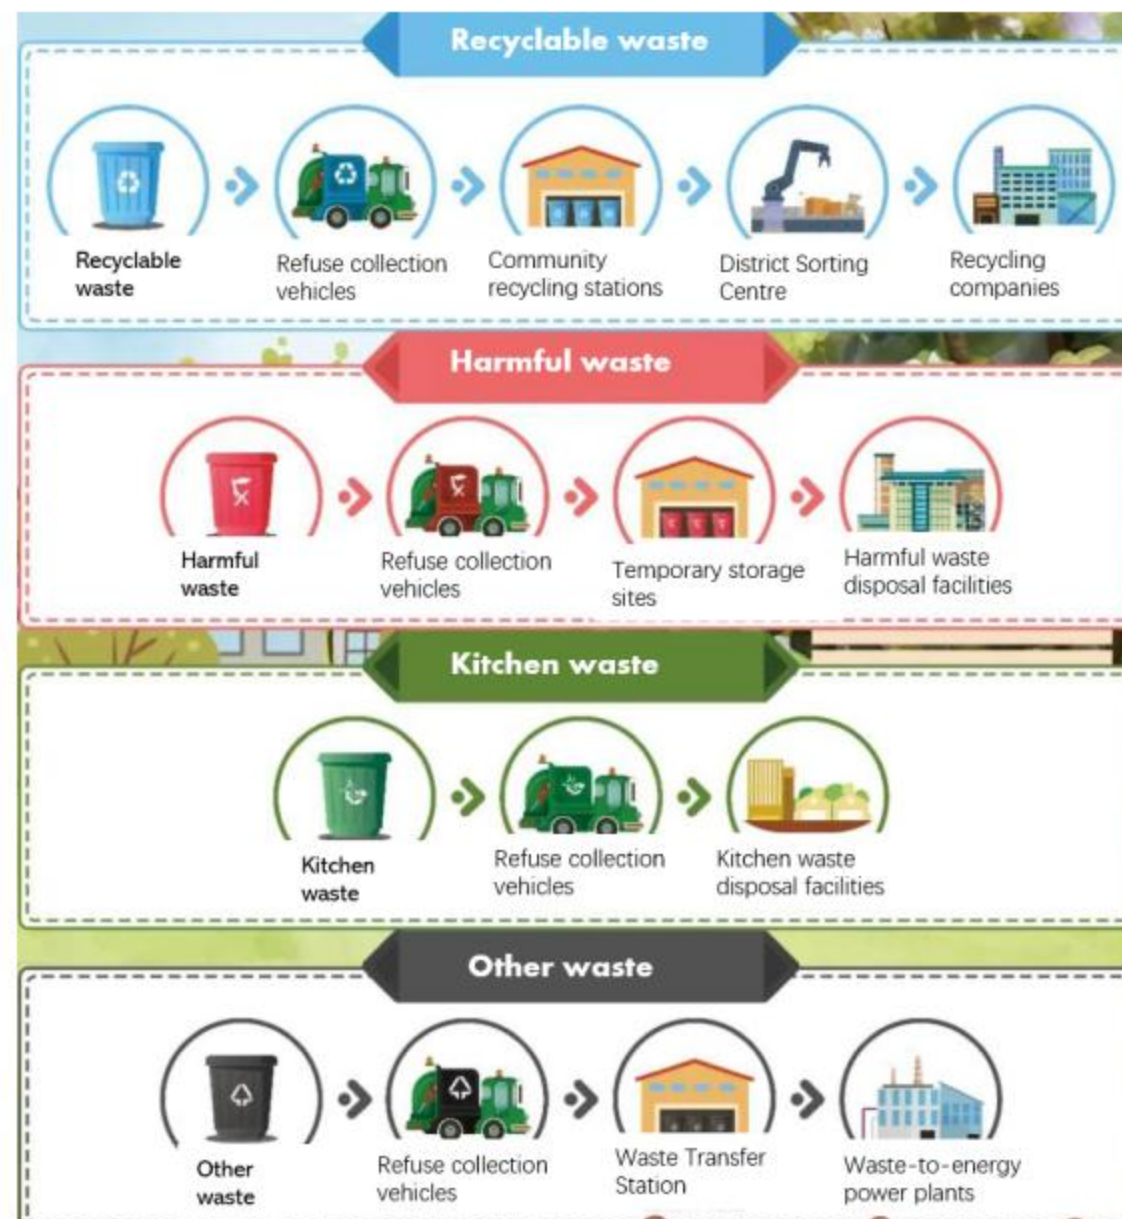 Recyclable waste
Recyclable
waste
Refuse collection
vehicles
Community
recycling stations
District Sorting
Centre
Recycling
companies
Harmful waste
Harmful
waste
Refuse collection
vehicles
Temporary storage
sites
Harmful waste
disposal facilities
Kitchen waste
Kitchen
waste
Refuse collection
vehicles
Kitchen waste
disposal facilities
Other waste
Other
waste
Refuse collection
vehicles
Waste Transfer
Station
Waste-to-energy
power plants